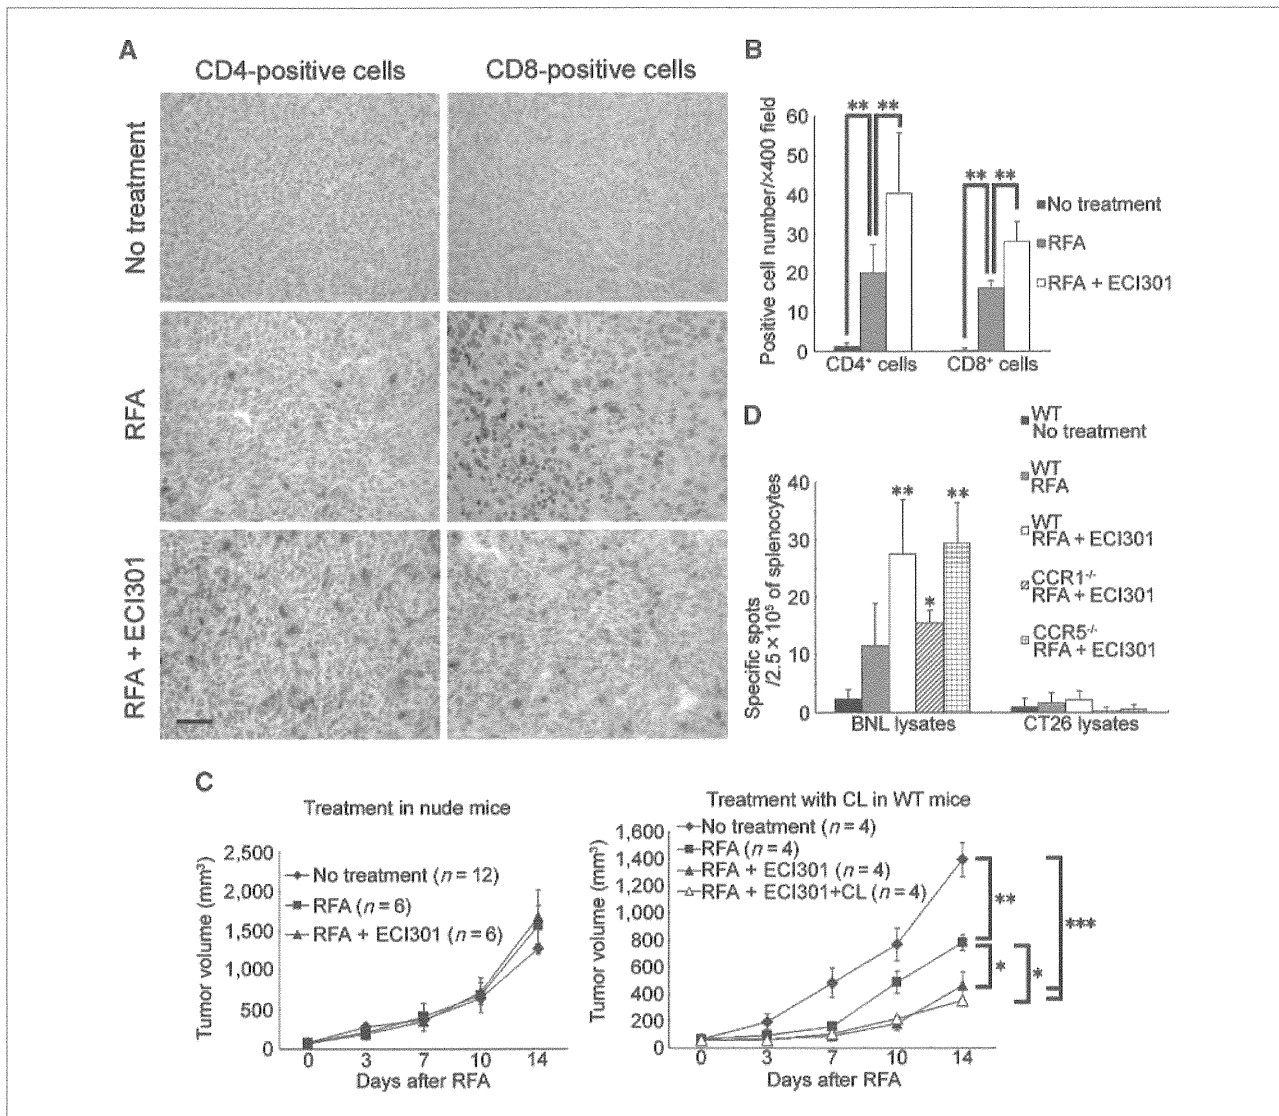 A
CD4-positive cells
CD8-positive cells
No treatment
RFA
RFA + ECI301
B
Positive cell number/×400 field
60
50
40
30
20
10
0
** **
** **
CD4⁺ cells
CD8⁺ cells
No treatment
RFA
RFA + ECI301
D
WT
No treatment
WT
RFA
WT
RFA + ECI301
CCR1⁻/⁻
RFA + ECI301
CCR5⁻/⁻
RFA + ECI301
Specific spots
/2.5 × 10⁵ of splenocytes
40
30
20
10
0
**
*
**
BNL lysates
CT26 lysates
C
Treatment in nude mice
Tumor volume (mm³)
2,500
2,000
1,500
1,000
500
0
No treatment (n = 12)
RFA (n = 6)
RFA + ECI301 (n = 6)
0 3 7 10 14
Days after RFA
Treatment with CL in WT mice
Tumor volume (mm³)
1,600
1,400
1,200
1,000
800
600
400
200
0
No treatment (n = 4)
RFA (n = 4)
RFA + ECI301 (n = 4)
RFA + ECI301+CL (n = 4)
**
*
*
***
0 3 7 10 14
Days after RFA